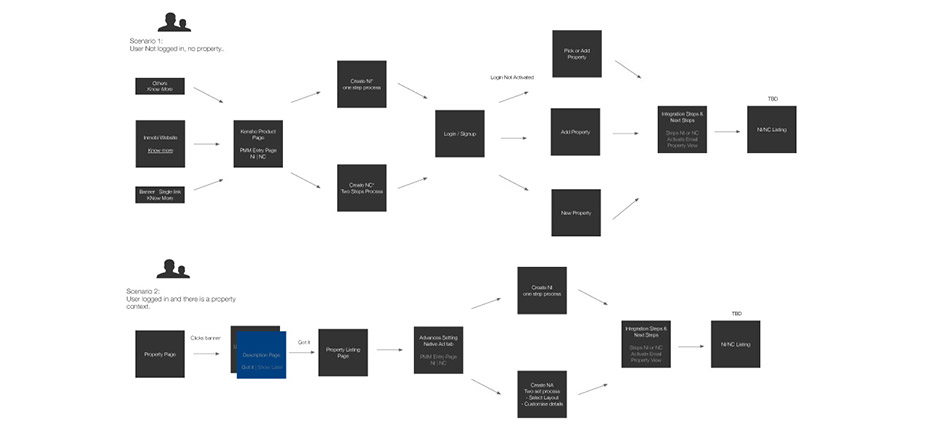 Scenario 1:
User Not logged in, no property..
Others
Know More
Inmobi Website
Know more
Banner - Single link
KNow More
Product
Page
PMM Entry Page
NI | NC
Create NI*
one step process
Create NC*
Two Steps Process
Login / Signup
Login Not Activated
Pick or Add
Property
Add Property
New Property
Integration Steps &
Next Steps
Steps NI or NC
Activate Email
Property View
TBD
NI/NC Listing
Scenario 2:
User logged in and there is a property
context.
Property Page
Clicks banner
Description Page
Got it | Show Later
Got it
Property Listing
Page
Advances Setting
Native Ad tab
PMM Entry Page
NI | NC
Create NI
one step process
Create NA
Two set process
- Select Layout
- Customise details
Integration Steps &
Next Steps
Steps NI or NC
Activate Email
Property View
TBD
NI/NC Listing